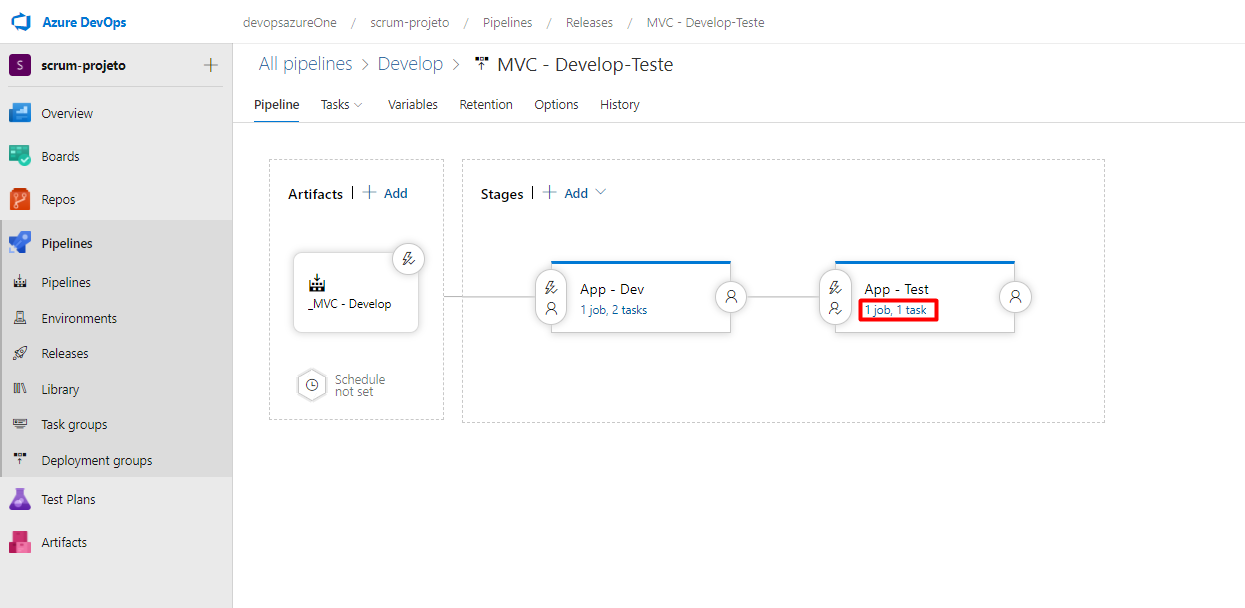 Azure DevOps
devopsazureOne / scrum-projeto / Pipelines / Releases / MVC - Develop-Teste
S scrum-projeto
All pipelines > Develop > MVC - Develop-Teste
Pipeline Tasks Variables Retention Options History
Overview
Boards
Repos
Pipelines
Pipelines
Environments
Releases
Library
Task groups
Deployment groups
Test Plans
Artifacts
Artifacts | + Add
_MVC - Develop
Schedule
not set
Stages | + Add
App - Dev
1 job, 2 tasks
App - Test
1 job, 1 task